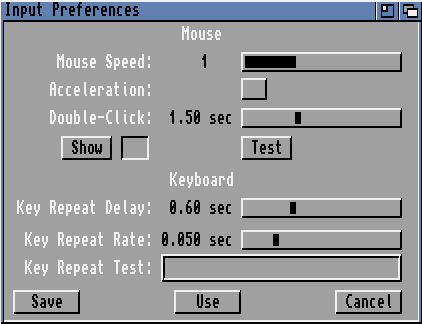 Input Preferences
Mouse
Mouse Speed: 1
Acceleration:
Double-Click: 1.50 sec
Show Test
Keyboard
Key Repeat Delay: 0.60 sec
Key Repeat Rate: 0.050 sec
Key Repeat Test:
Save Use Cancel